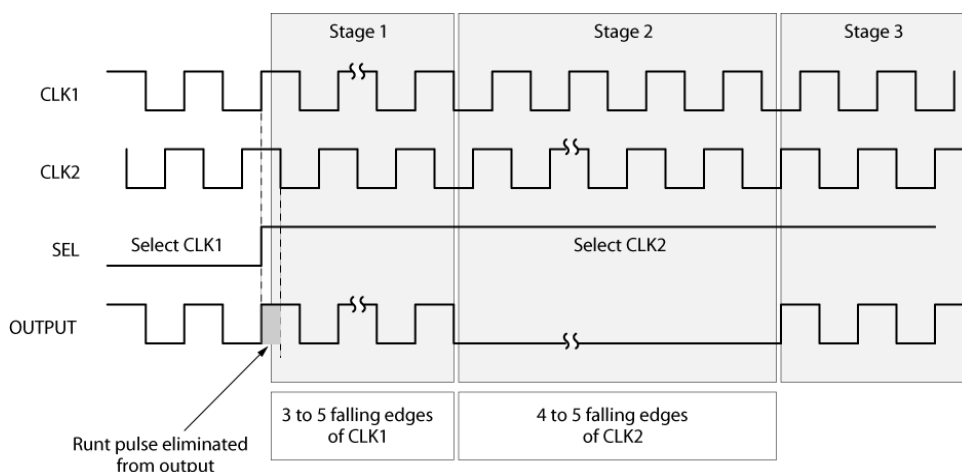 Stage 1
Stage 2
Stage 3
CLK1
CLK2
SEL
Select CLK1
Select CLK2
OUTPUT
3 to 5 falling edges
of CLK1
4 to 5 falling edges
of CLK2
Runt pulse eliminated
from output